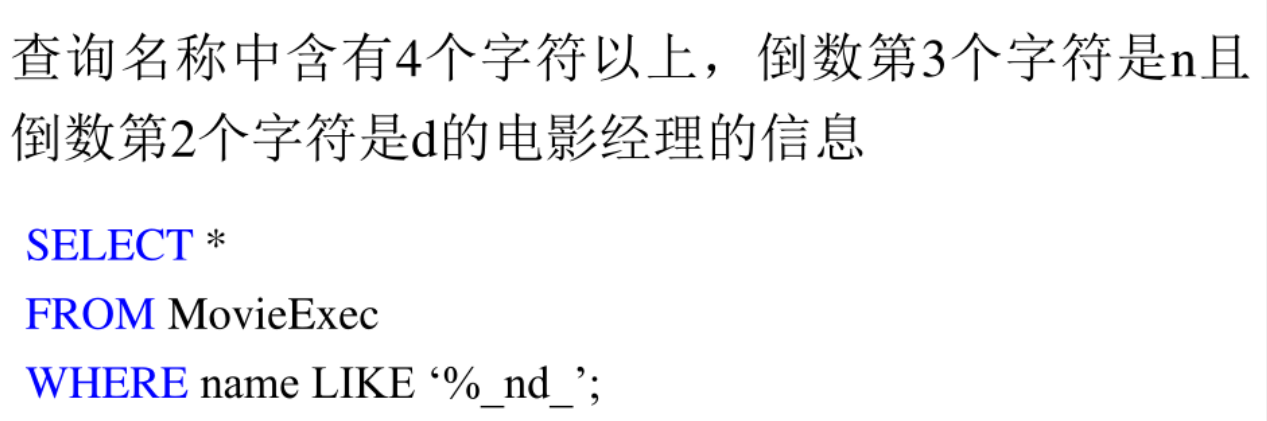 查询名称中含有4个字符以上，倒数第3个字符是n且
倒数第2个字符是d的电影经理的信息
SELECT *
FROM MovieExec
WHERE name LIKE ‘%_nd_’;